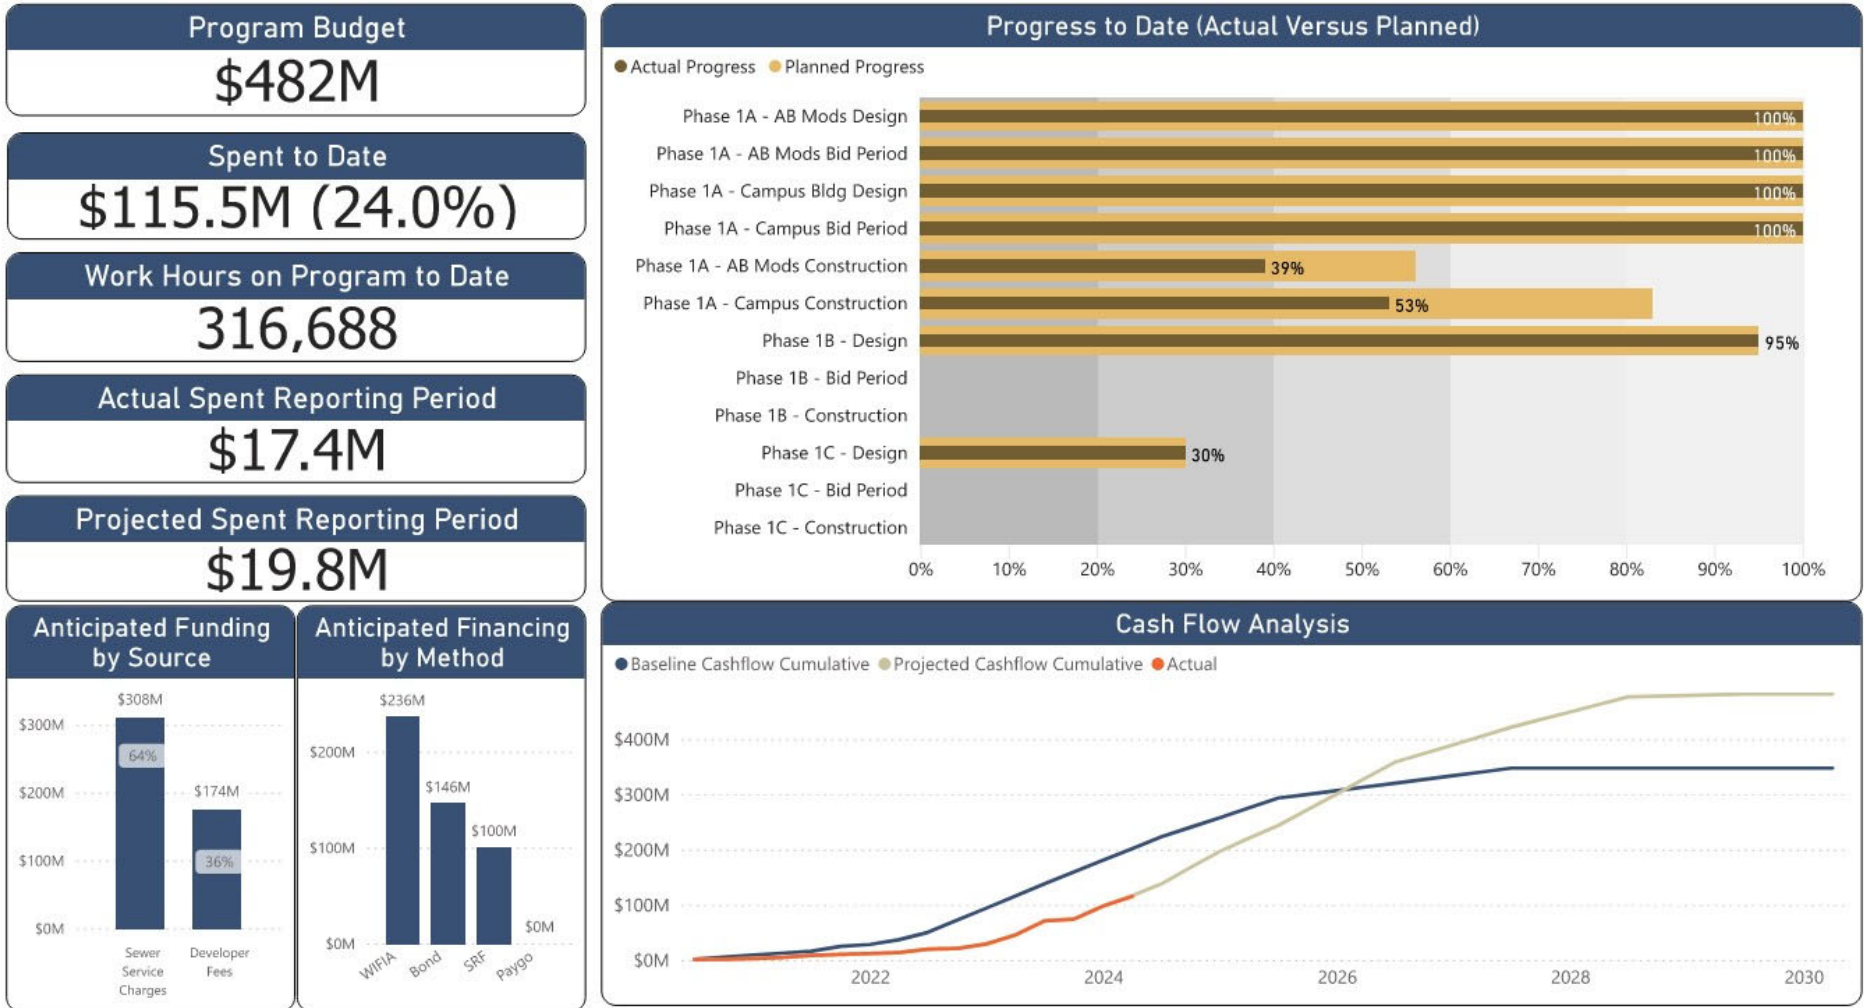 Program Budget
$482M
Spent to Date
$115.5M (24.0%)
Work Hours on Program to Date
316,688
Actual Spent Reporting Period
$17.4M
Projected Spent Reporting Period
$19.8M
Anticipated Funding
by Source
$308M
$300M
64%
$200M
$174M
$100M
36%
$0M
Sewer
Service
Charges
Developer
Fees
Anticipated Financing
by Method
$236M
$200M
$146M
$100M
$100M
$0M
$0M
WIFIA
Bond
SRF
Paygo
Progress to Date (Actual Versus Planned)
Actual Progress
Planned Progress
Phase 1A - AB Mods Design
100%
Phase 1A - AB Mods Bid Period
100%
Phase 1A - Campus Bldg Design
100%
Phase 1A - Campus Bid Period
100%
Phase 1A - AB Mods Construction
39%
Phase 1A - Campus Construction
53%
Phase 1B - Design
95%
Phase 1B - Bid Period
Phase 1B - Construction
Phase 1C - Design
30%
Phase 1C - Bid Period
Phase 1C - Construction
0% 10% 20% 30% 40% 50% 60% 70% 80% 90% 100%
Cash Flow Analysis
Baseline Cashflow Cumulative
Projected Cashflow Cumulative
Actual
$400M
$300M
$200M
$100M
$0M
2022 2024 2026 2028 2030